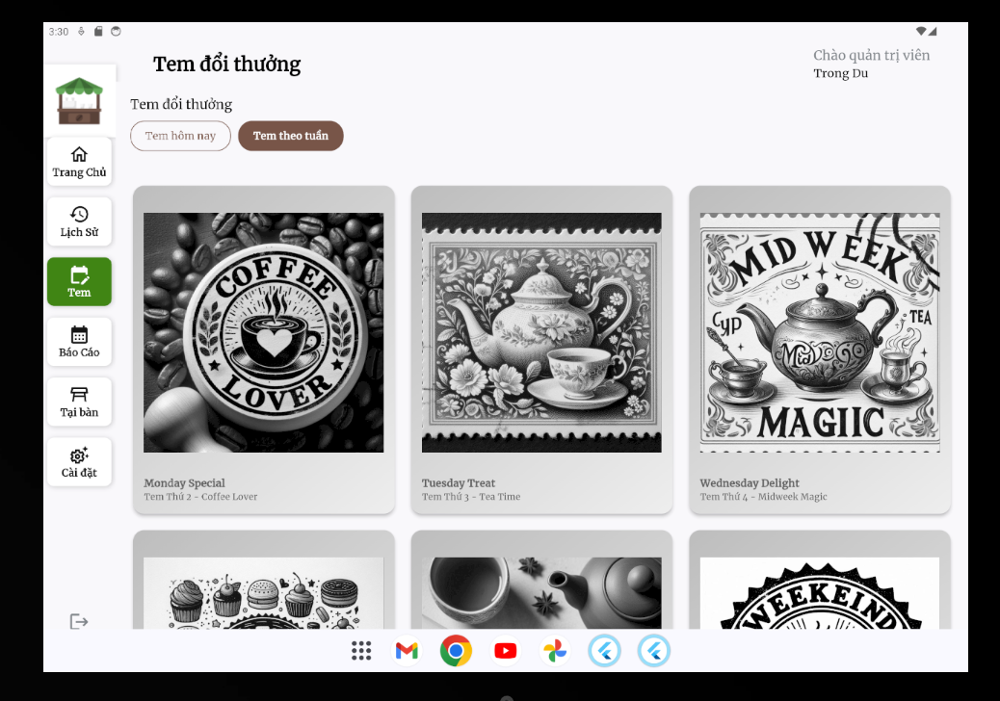 3:30
Tem đổi thưởng
Chào quản trị viên
Trong Du
Tem đổi thưởng
Tem hôm nay
Tem theo tuần
Trang Chủ
Lịch Sử
Tem
Báo Cáo
Tại bàn
Cài đặt
COFFEE
LOVER
MID WEEK
CYP
TEA
MAGIIC
Monday Special
Tem Thứ 2 - Coffee Lover
Tuesday Treat
Tem Thứ 3 - Tea Time
Wednesday Delight
Tem Thứ 4 - Midweek Magic
WEEKEIND